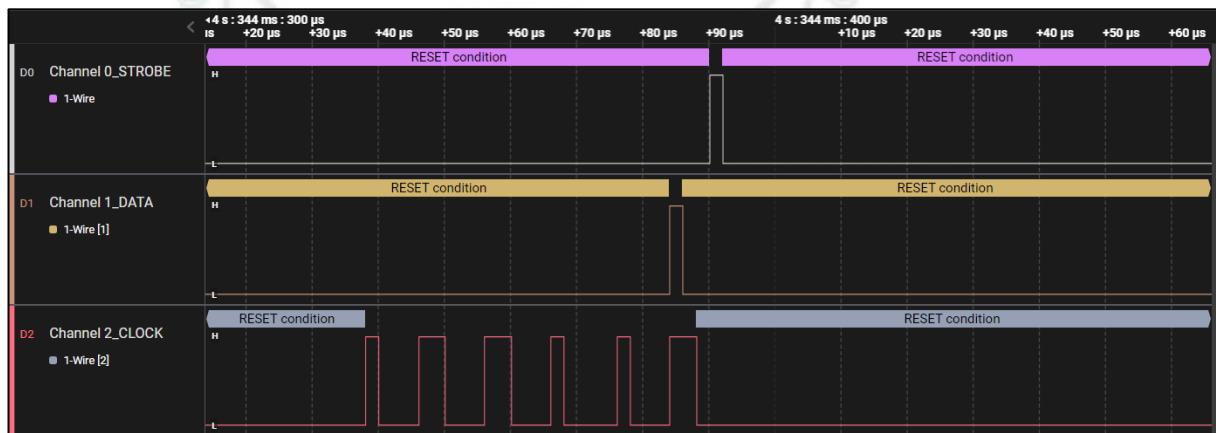 4 s : 344 ms : 300 µs 4 s : 344 ms : 400 µs
µs +20 µs +30 µs +40 µs +50 µs +60 µs +70 µs +80 µs +90 µs +10 µs +20 µs +30 µs +40 µs +50 µs +60 µs
RESET condition RESET condition
D0 Channel 0_STROBE H
1-Wire
L
RESET condition RESET condition
D1 Channel 1_DATA H
1-Wire [1]
L
RESET condition RESET condition
D2 Channel 2_CLOCK H
1-Wire [2]
L